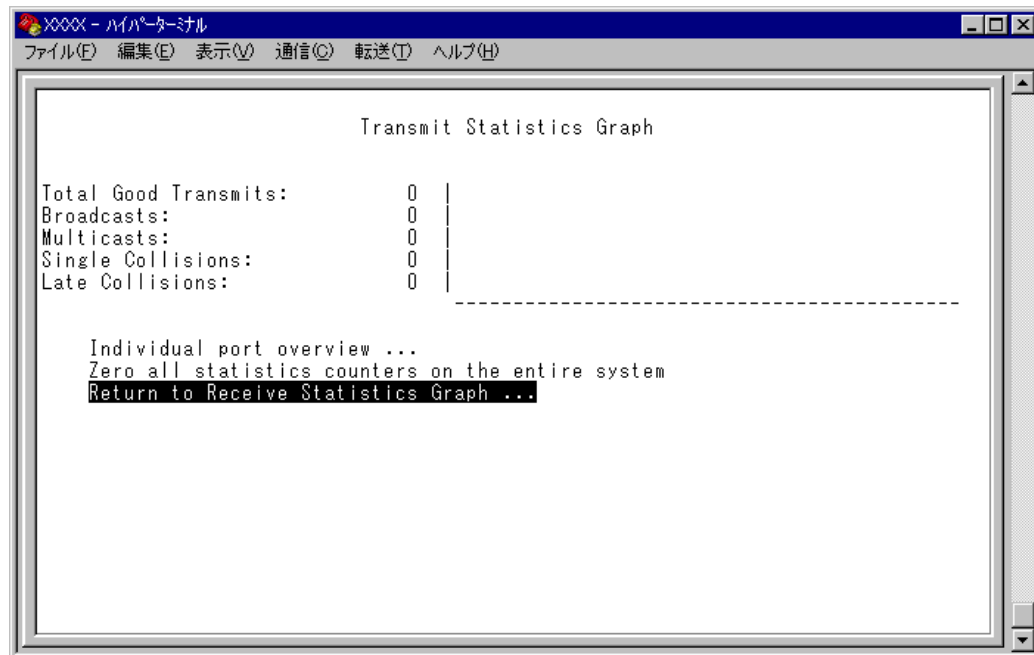 XXXX - ハイパーターミナル
ファイル(F) 編集(E) 表示(V) 通信(C) 転送(T) ヘルプ(H)
Transmit Statistics Graph
Total Good Transmits: 0 |
Broadcasts: 0 |
Multicasts: 0 |
Single Collisions: 0 |
Late Collisions: 0 |
-------------------------------------------
Individual port overview ...
Zero all statistics counters on the entire system
Return to Receive Statistics Graph ...